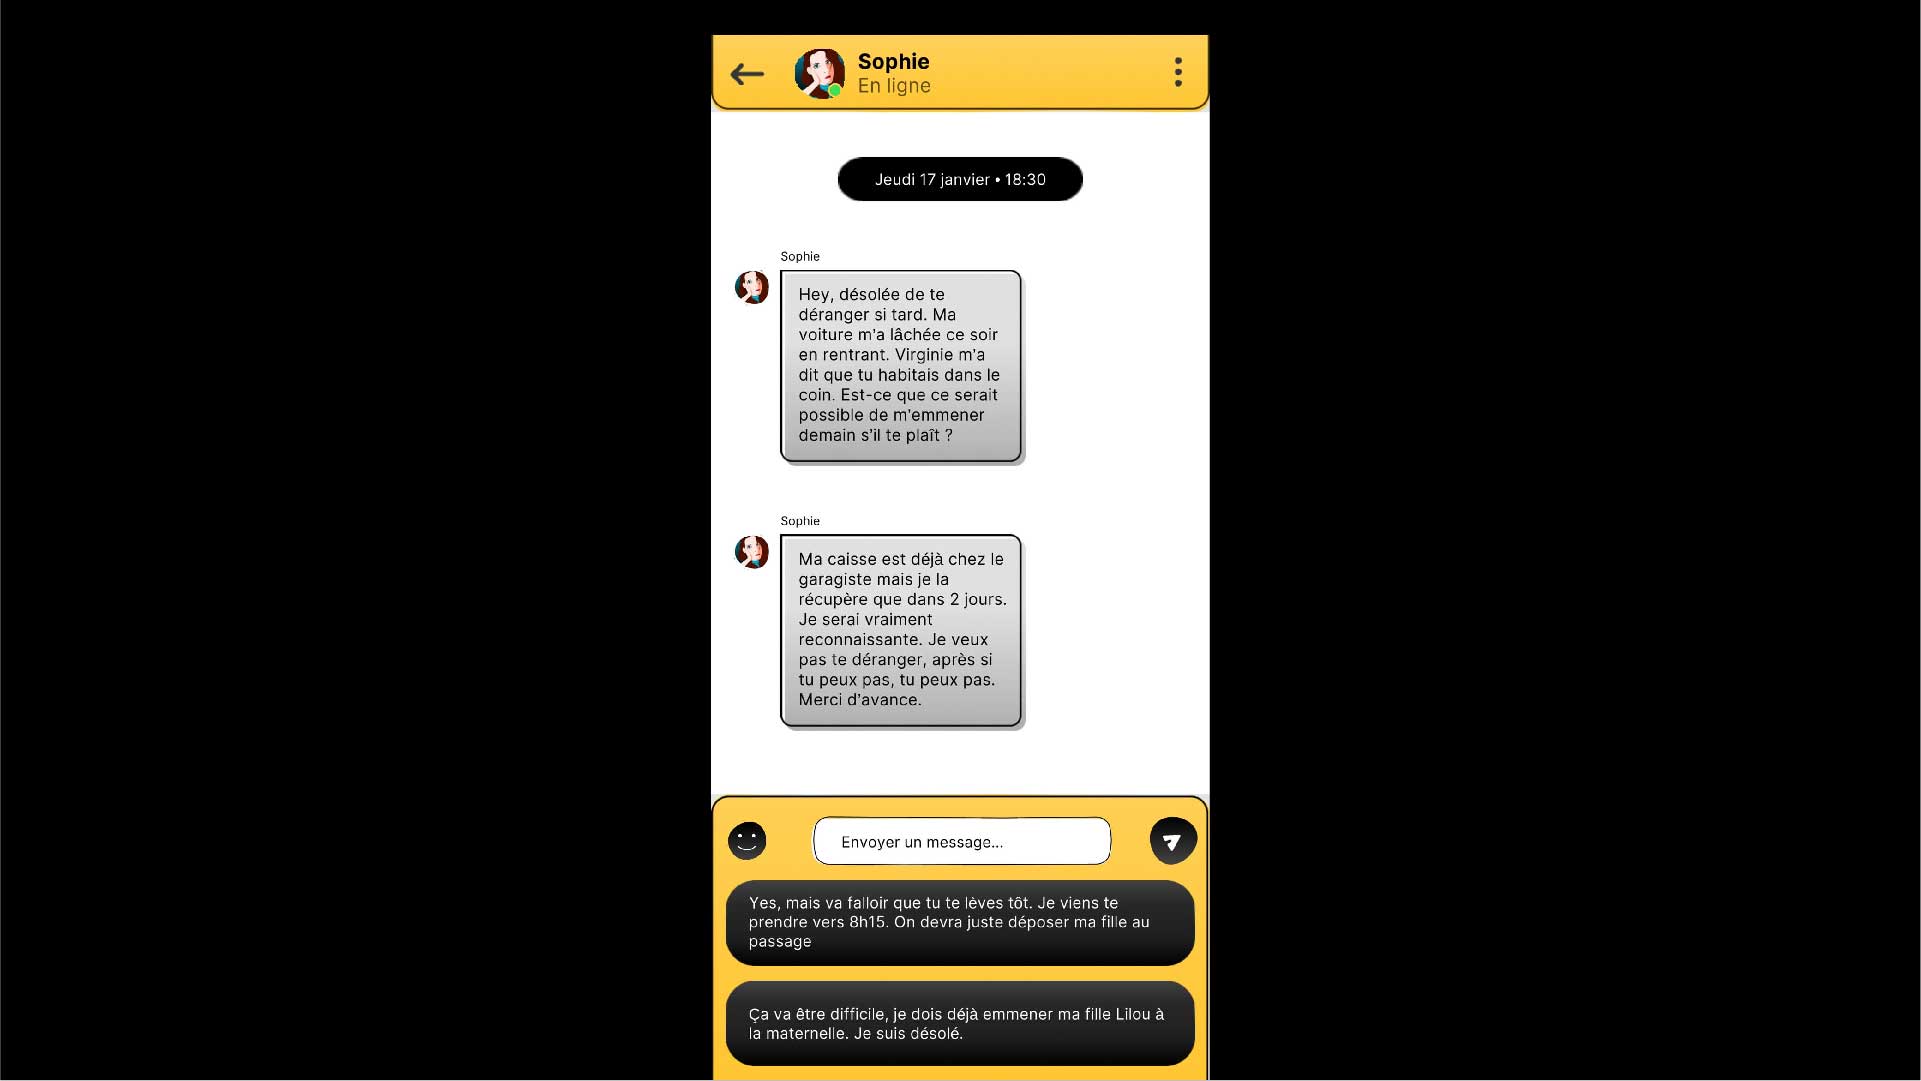 Sophie
En ligne
Jeudi 17 janvier • 18:30
Sophie
Hey, désolée de te
déranger si tard. Ma
voiture m'a lâchée ce soir
en rentrant. Virginie m'a
dit que tu habitais dans le
coin. Est-ce que ce serait
possible de m'emmener
demain s'il te plaît ?
Sophie
Ma caisse est déjà chez le
garagiste mais je la
récupère que dans 2 jours.
Je serai vraiment
reconnaissante. Je veux
pas te déranger, après si
tu peux pas, tu peux pas.
Merci d'avance.
Envoyer un message...
Yes, mais va falloir que tu te lèves tôt. Je viens te
prendre vers 8h15. On devra juste déposer ma fille au
passage
Ça va être difficile, je dois déjà emmener ma fille Lilou à
la maternelle. Je suis désolé.